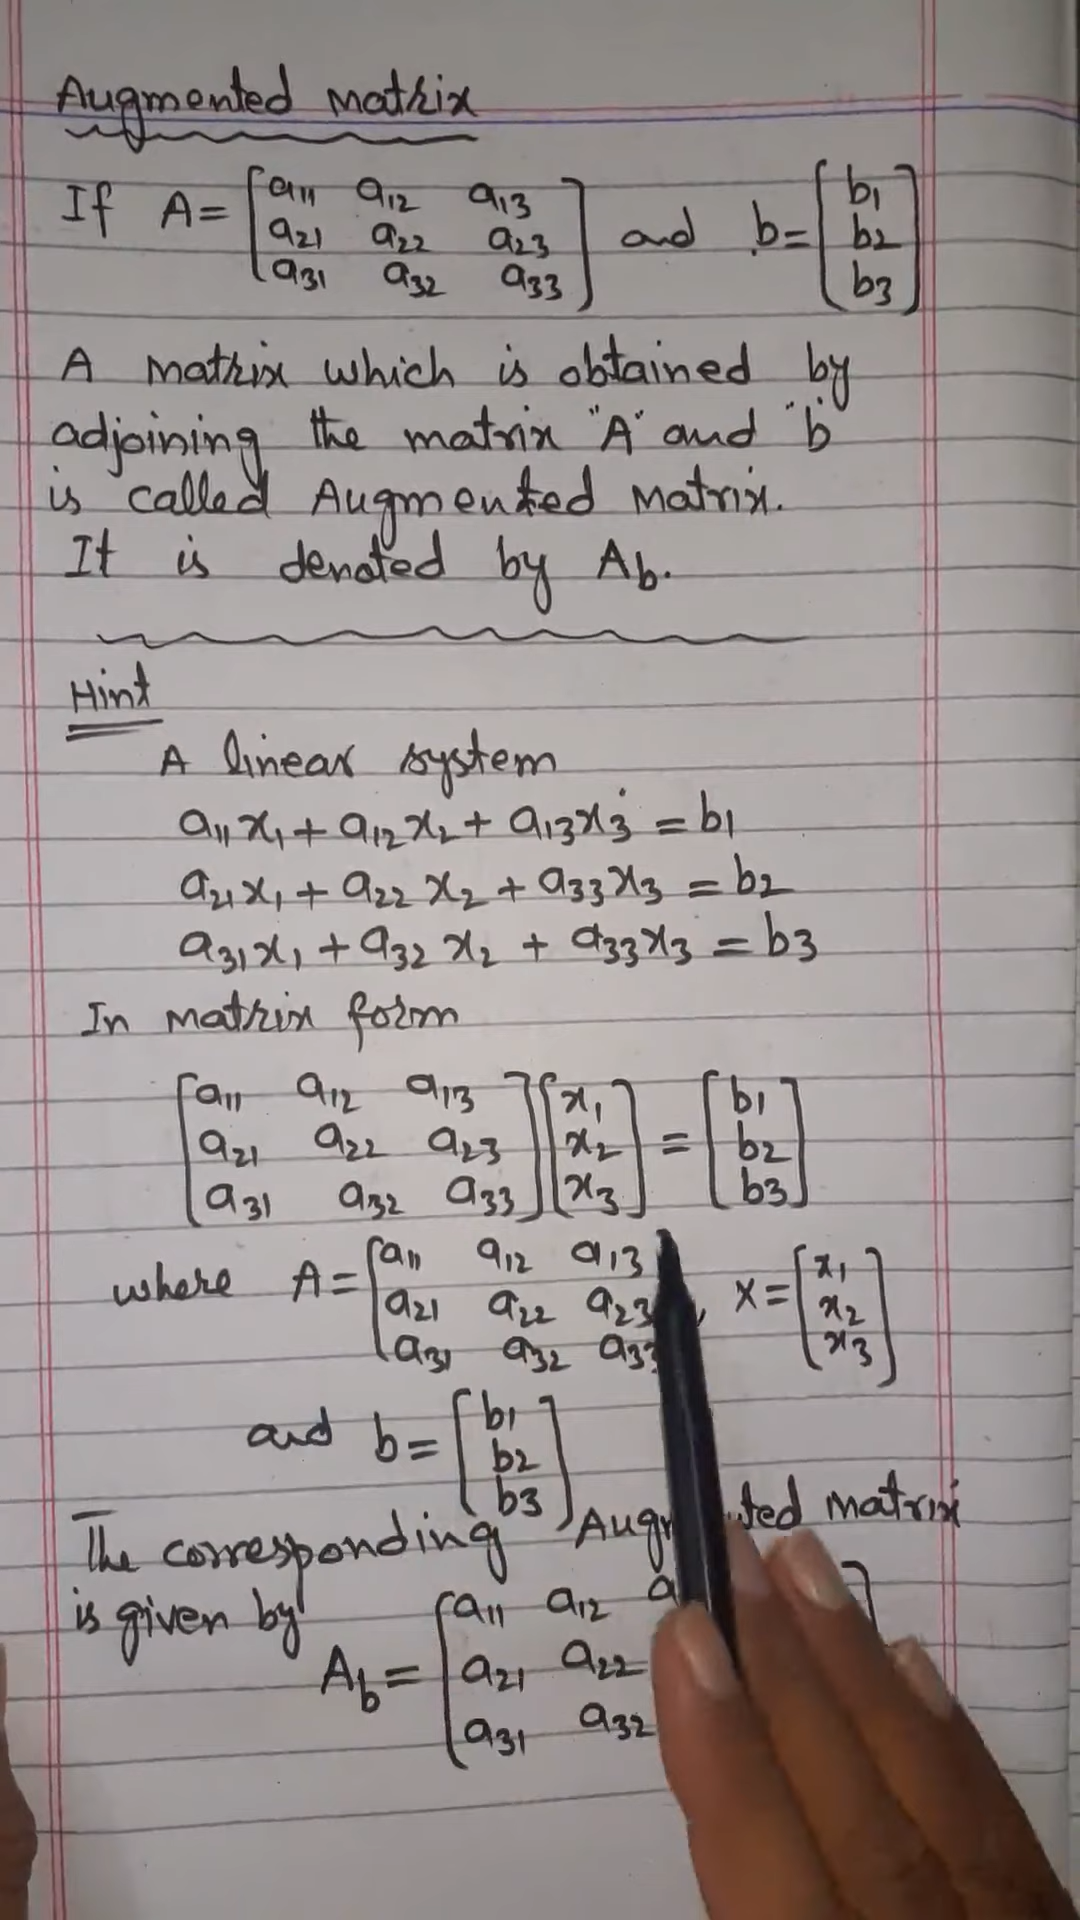 Augmented Matrix
If A = [a11 a12 a13
a21 a22 a23
a31 a32 a33] and b = [b1
b2
b3]
A matrix which is obtained by
adjoining the matrix "A" and "b"
is called Augmented Matrix.
It is denoted by Ab.
Hint
A linear system
a11x1 + a12x2 + a13x3 = b1
a21x1 + a22x2 + a33x3 = b2
a31x1 + a32x2 + a33x3 = b3
In matrix form
[a11 a12 a13] [x1] = [b1]
[a21 a22 a23] [x2] = [b2]
[a31 a32 a33] [x3] = [b3]
where A = [a11 a12 a13
a21 a22 a23
a31 a32 a33], x = [x1
x2
x3]
and b = [b1
b2
b3]
The corresponding Augmented Matrix
is given by
Ab = [a11 a12
a21 a22
a31 a32